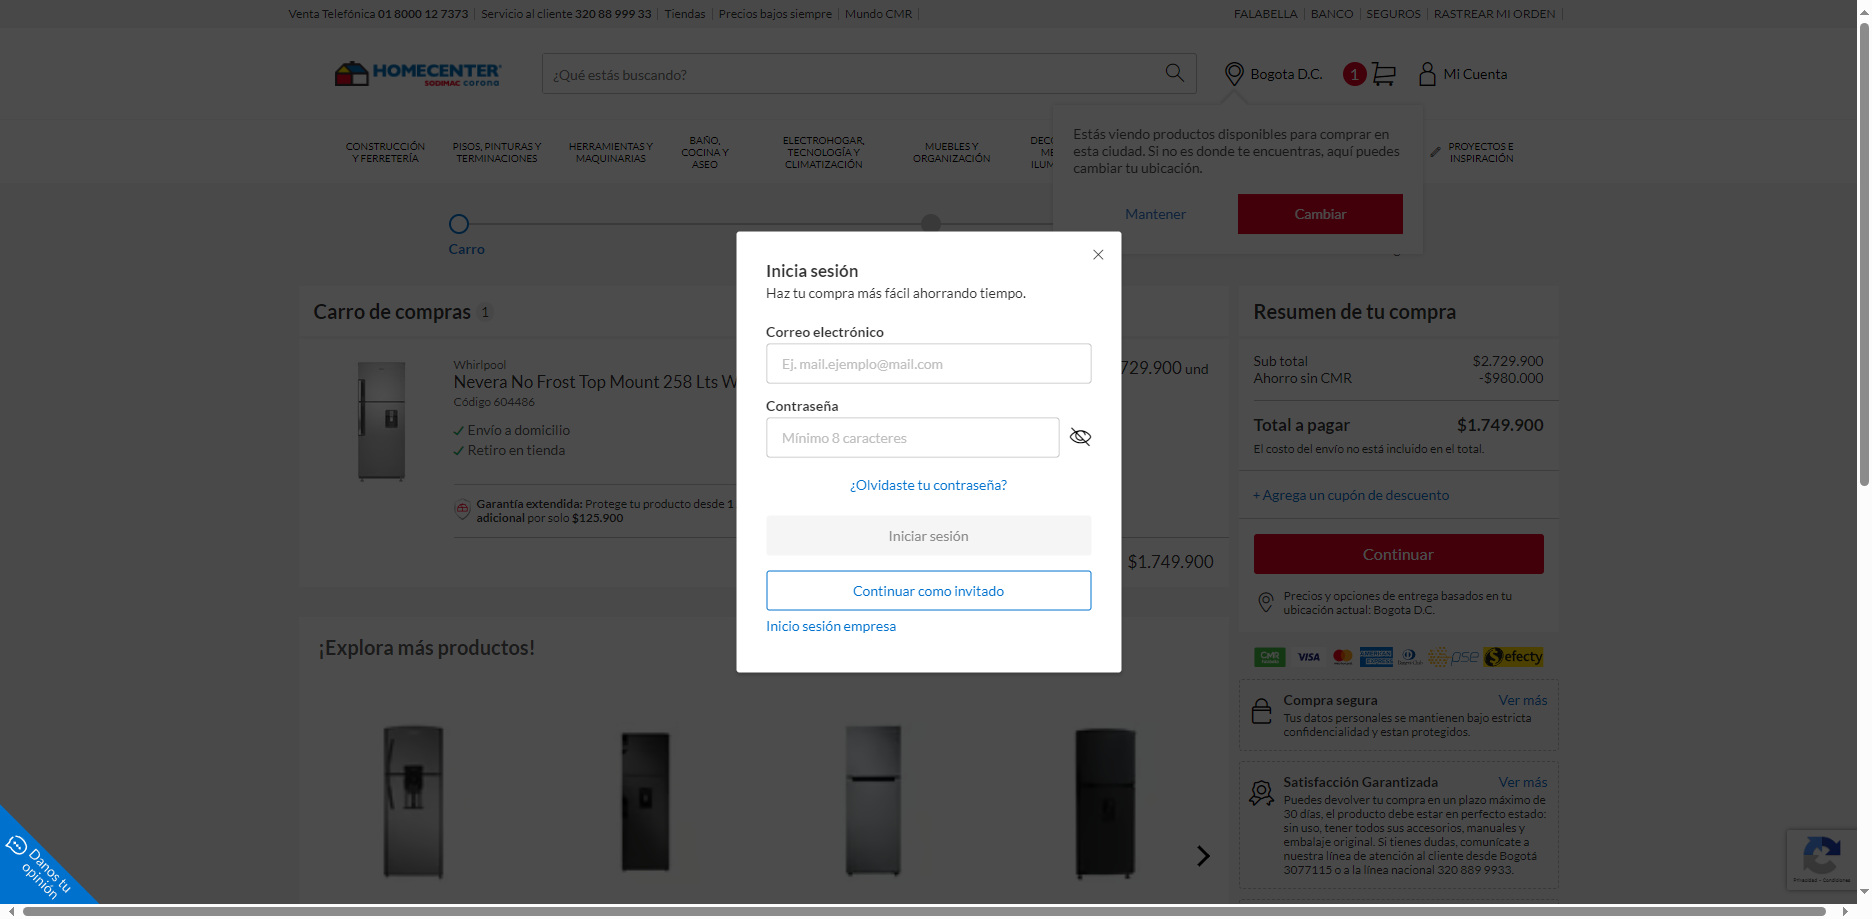 Venta Telefónica 01 8000 12 7373 | Servicio al cliente 320 88 999 33 | Tiendas | Precios bajos siempre | Mundo CMR |
FALABELLA | BANCO | SEGUROS | RASTREAR MI ORDEN |
HOMECENTER
SODIMAC corona
¿Qué estás buscando?
Bogota D.C.
1
Mi Cuenta
CONSTRUCCIÓN
Y FERRETERÍA
PISOS, PINTURAS Y
TERMINACIONES
HERRAMIENTAS Y
MAQUINARIAS
BAÑO,
COCINA Y
ASEO
ELECTROHOGAR,
TECNOLOGÍA Y
CLIMATIZACIÓN
MUEBLES Y
ORGANIZACIÓN
PROYECTOS E
INSPIRACIÓN
Estás viendo productos disponibles para comprar en
esta ciudad. Si no es donde te encuentras, aquí puedes
cambiar tu ubicación.
Mantener
Cambiar
Carro
Inicia sesión
Haz tu compra más fácil ahorrando tiempo.
Correo electrónico
Ej. mail.ejemplo@mail.com
Contraseña
Mínimo 8 caracteres
¿Olvidaste tu contraseña?
Iniciar sesión
Continuar como invitado
Inicio sesión empresa
Carro de compras 1
Whirlpool
Nevera No Frost Top Mount 258 Lts W
Código 604486
Envío a domicilio
Retiro en tienda
Garantía extendida: Protege tu producto desde 1
adicional por solo $125.900
729.900 und
$1.749.900
Resumen de tu compra
Sub total $2.729.900
Ahorro sin CMR -$980.000
Total a pagar $1.749.900
El costo del envío no está incluido en el total.
+ Agrega un cupón de descuento
Continuar
Precios y opciones de entrega basados en tu
ubicación actual: Bogota D.C.
CMR VISA pse efecty
Compra segura Ver más
Tus datos personales se mantienen bajo estricta
confidencialidad y estan protegidos.
Satisfacción Garantizada Ver más
Puedes devolver tu compra en un plazo máximo de
30 días, el producto debe estar en perfecto estado:
sin uso, tener todos sus accesorios, manuales y
embalaje original. Si tienes dudas, comunícate a
nuestra línea de atención al cliente desde Bogotá
3077115 o a la línea nacional 320 889 9933.
¡Explora más productos!
Danos tu
opinión